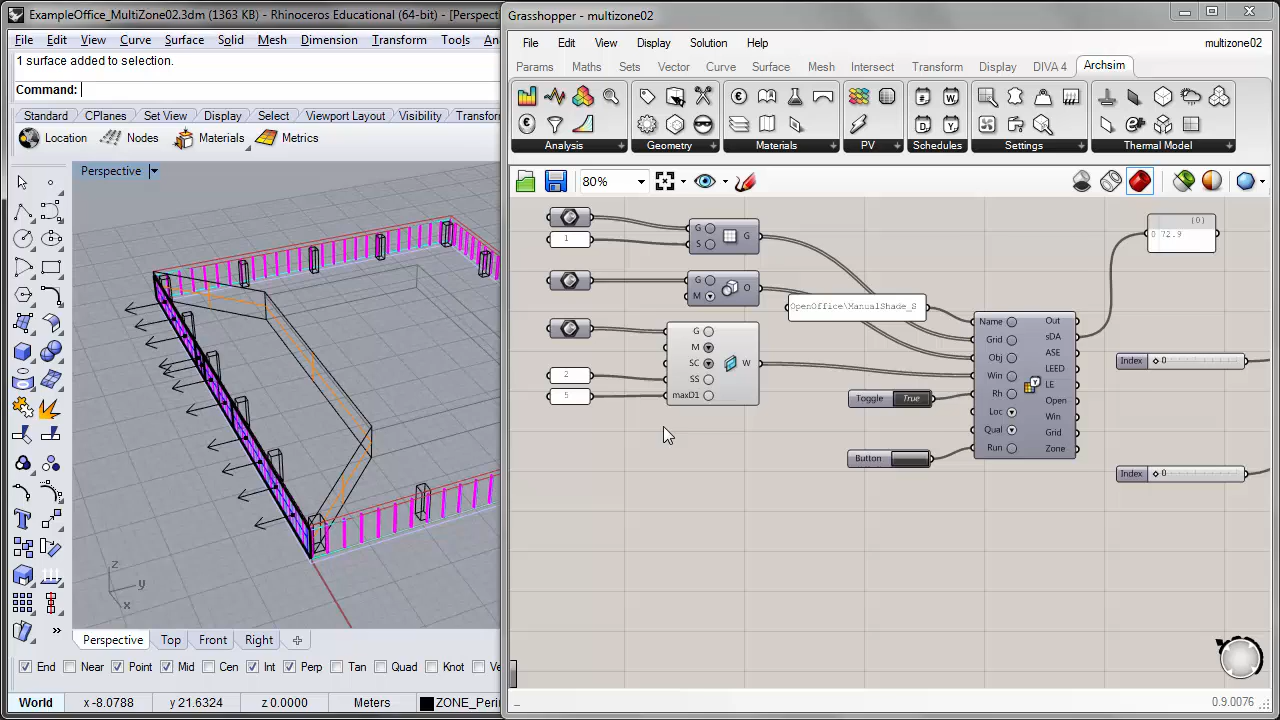 ExampleOffice_MultiZone02.3dm (1363 KB) - Rhinoceros Educational (64-bit) - [Perspec
File Edit View Curve Surface Solid Mesh Dimension Transform Tools An
1 surface added to selection.
Command:
Standard CPlanes Set View Display Select Viewport Layout Visibility Transfor
Location Nodes Materials Metrics
Perspective
z
y
x
Perspective Top Front Right
End Near Point Mid Cen Int Perp Tan Quad Knot Ve
World x -8.0788 y 21.6324 z 0.0000 Meters ZONE_Peri
Grasshopper - multizone02
File Edit View Display Solution Help multizone02
Params Maths Sets Vector Curve Surface Mesh Intersect Transform Display DIVA 4 Archsim
Analysis Geometry Materials PV Schedules Settings Thermal Model
80%
1
G
S
G
G
M
O
OpenOffice\ManualShade_S
G
M
SC
SS
maxD1
W
2
5
Toggle True
Button
Name
Grid
Obj
Win
Rh
Loc
Qual
Run
Out
sDA
ASE
LEED
LE
Open
Win
Grid
Zone
{0}
0 72.9
Index 0
Index 0
0.9.0076